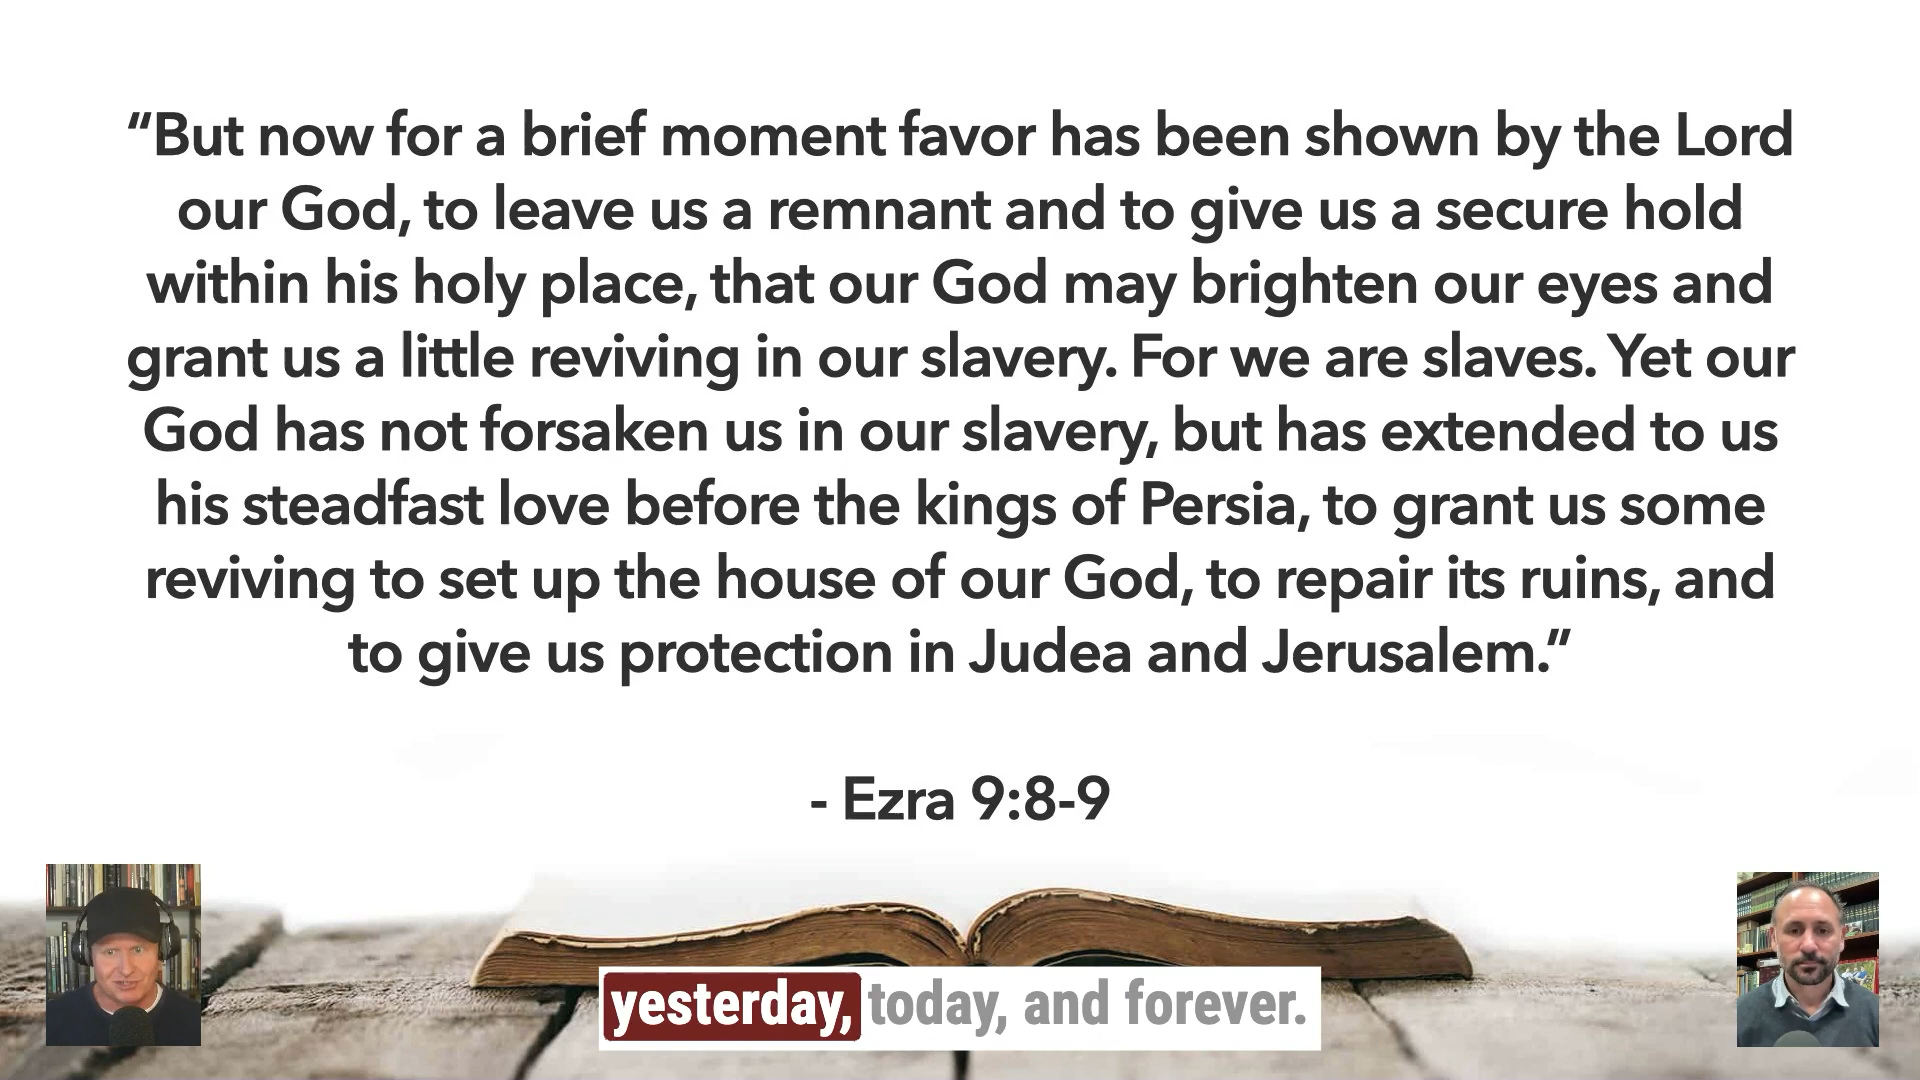 “But now for a brief moment favor has been shown by the Lord
our God, to leave us a remnant and to give us a secure hold
within his holy place, that our God may brighten our eyes and
grant us a little reviving in our slavery. For we are slaves. Yet our
God has not forsaken us in our slavery, but has extended to us
his steadfast love before the kings of Persia, to grant us some
reviving to set up the house of our God, to repair its ruins, and
to give us protection in Judea and Jerusalem.”
- Ezra 9:8-9
yesterday, today, and forever.